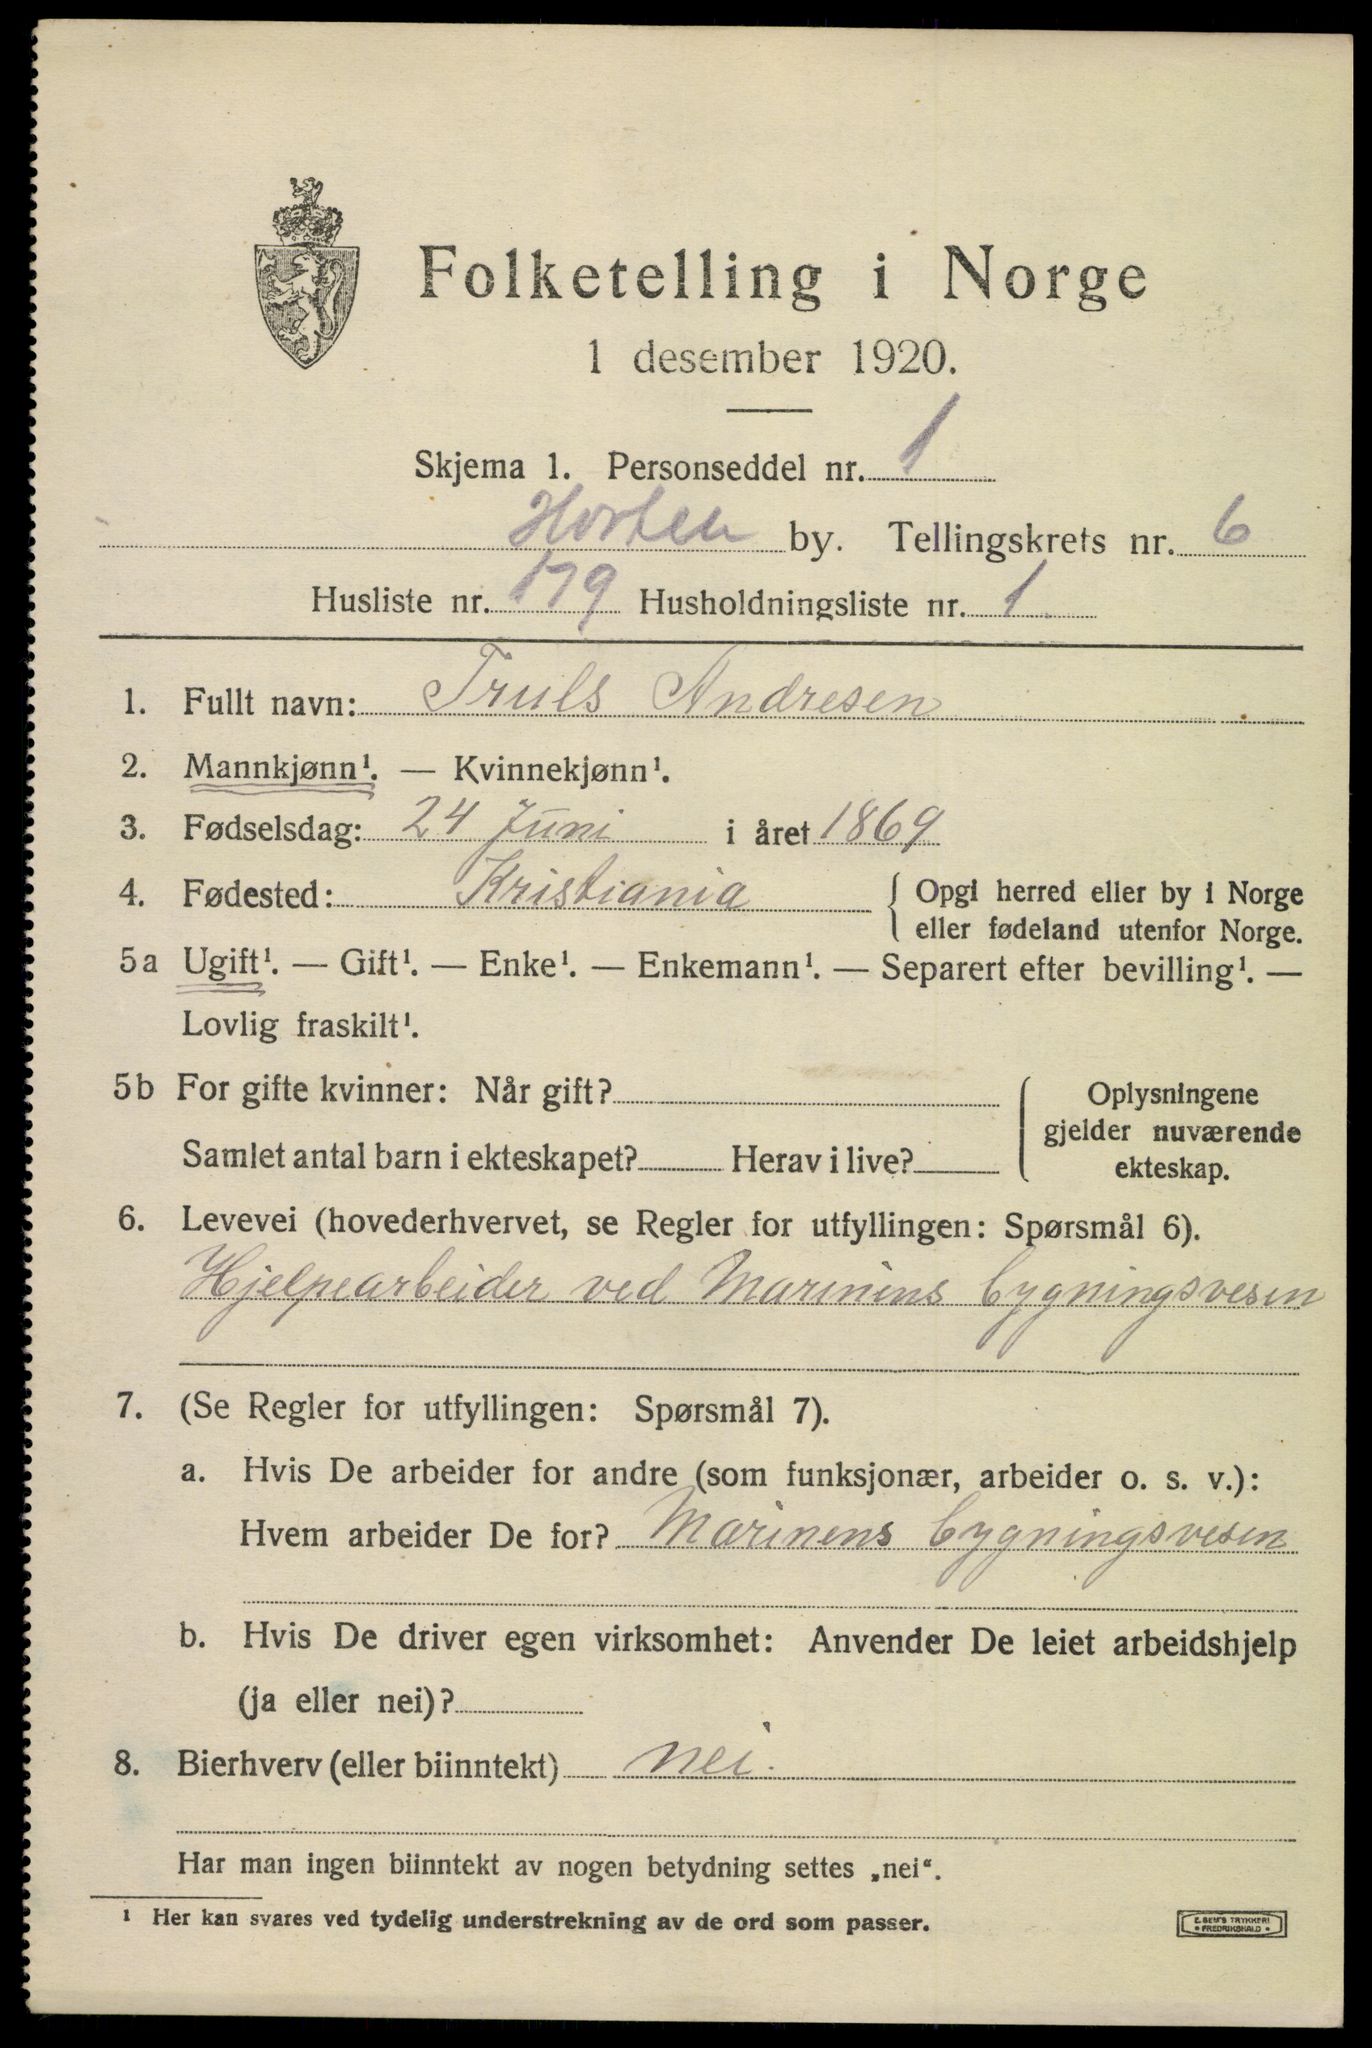 Folketelling i Norge
1 desember 1920.
Skjema 1. Personseddel nr. 1
Horten by. Tellingskrets nr. 6
Husliste nr. 179 Husholdningsliste nr. 1
1. Fullt navn: Truls Andresen
2. Mannkjønn¹. — Kvinnekjønn¹.
3. Fødselsdag: 24 Juni i året 1869
4. Fødested: Kristiania { Opgi herred eller by i Norge
eller fødeland utenfor Norge.
5a Ugift¹. — Gift¹. — Enke¹. — Enkemann¹. — Separert efter bevilling¹. —
Lovlig fraskilt¹.
5b For gifte kvinner: Når gift? Oplysningene
gjelder nuværende
Samlet antal barn i ekteskapet? Herav i live? ekteskap.
6. Levevei (hovederhvervet, se Regler for utfyllingen: Spørsmål 6).
Hjelpearbeider ved Marinens bygningsvesen
7. (Se Regler for utfyllingen: Spørsmål 7).
a. Hvis De arbeider for andre (som funksjonær, arbeider o. s. v.):
Hvem arbeider De for? Marinens bygningsvesen
b. Hvis De driver egen virksomhet: Anvender De leiet arbeidshjelp
(ja eller nei)?
8. Bierhverv (eller biinntekt) nei.
Har man ingen biinntekt av nogen betydning settes „nei“.
¹ Her kan svares ved tydelig understrekning av de ord som passer.
E. SEM'S TRYKKERI
• FREDRIKSHALD •